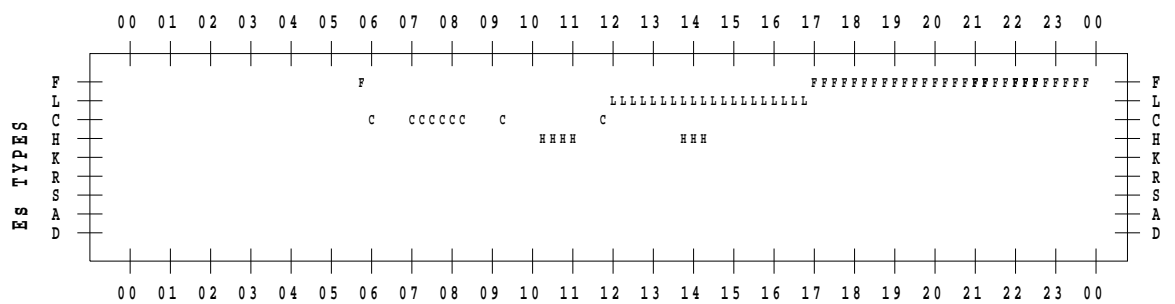 00 01 02 03 04 05 06 07 08 09 10 11 12 13 14 15 16 17 18 19 20 21 22 23 00
Es TYPES
F F FFFFFFFFFFFFFFFFFFFFFFFFFFFF F
L LLLLLLLLLLLLLLLLLLLL L
C C CCCCCC C C C
H HHHH HHH H
K K
R R
S S
A A
D D
00 01 02 03 04 05 06 07 08 09 10 11 12 13 14 15 16 17 18 19 20 21 22 23 00